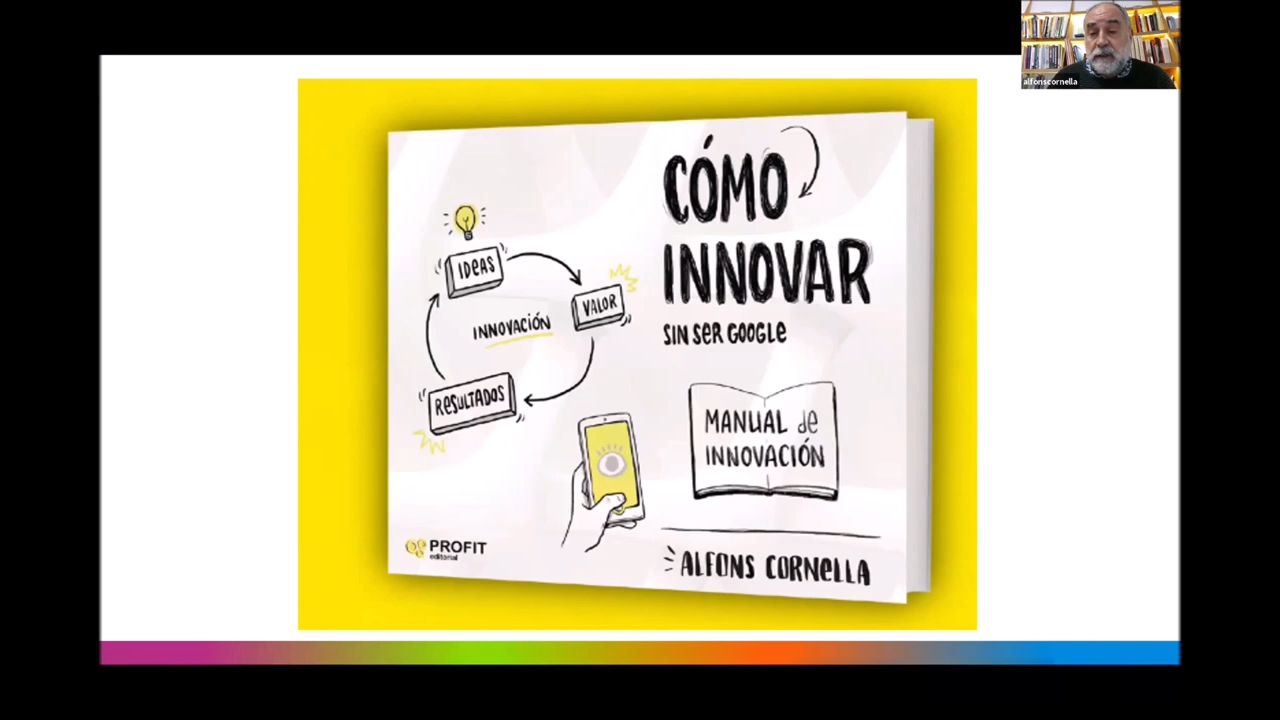 alfonscornella
CÓMO
INNOVAR
SIN SER GOOGLE
IDEAS
VALOR
INNOVACIÓN
RESULTADOS
MANUAL de
INNOVACIÓN
PROFIT
editorial
ALFONS CORNELLA